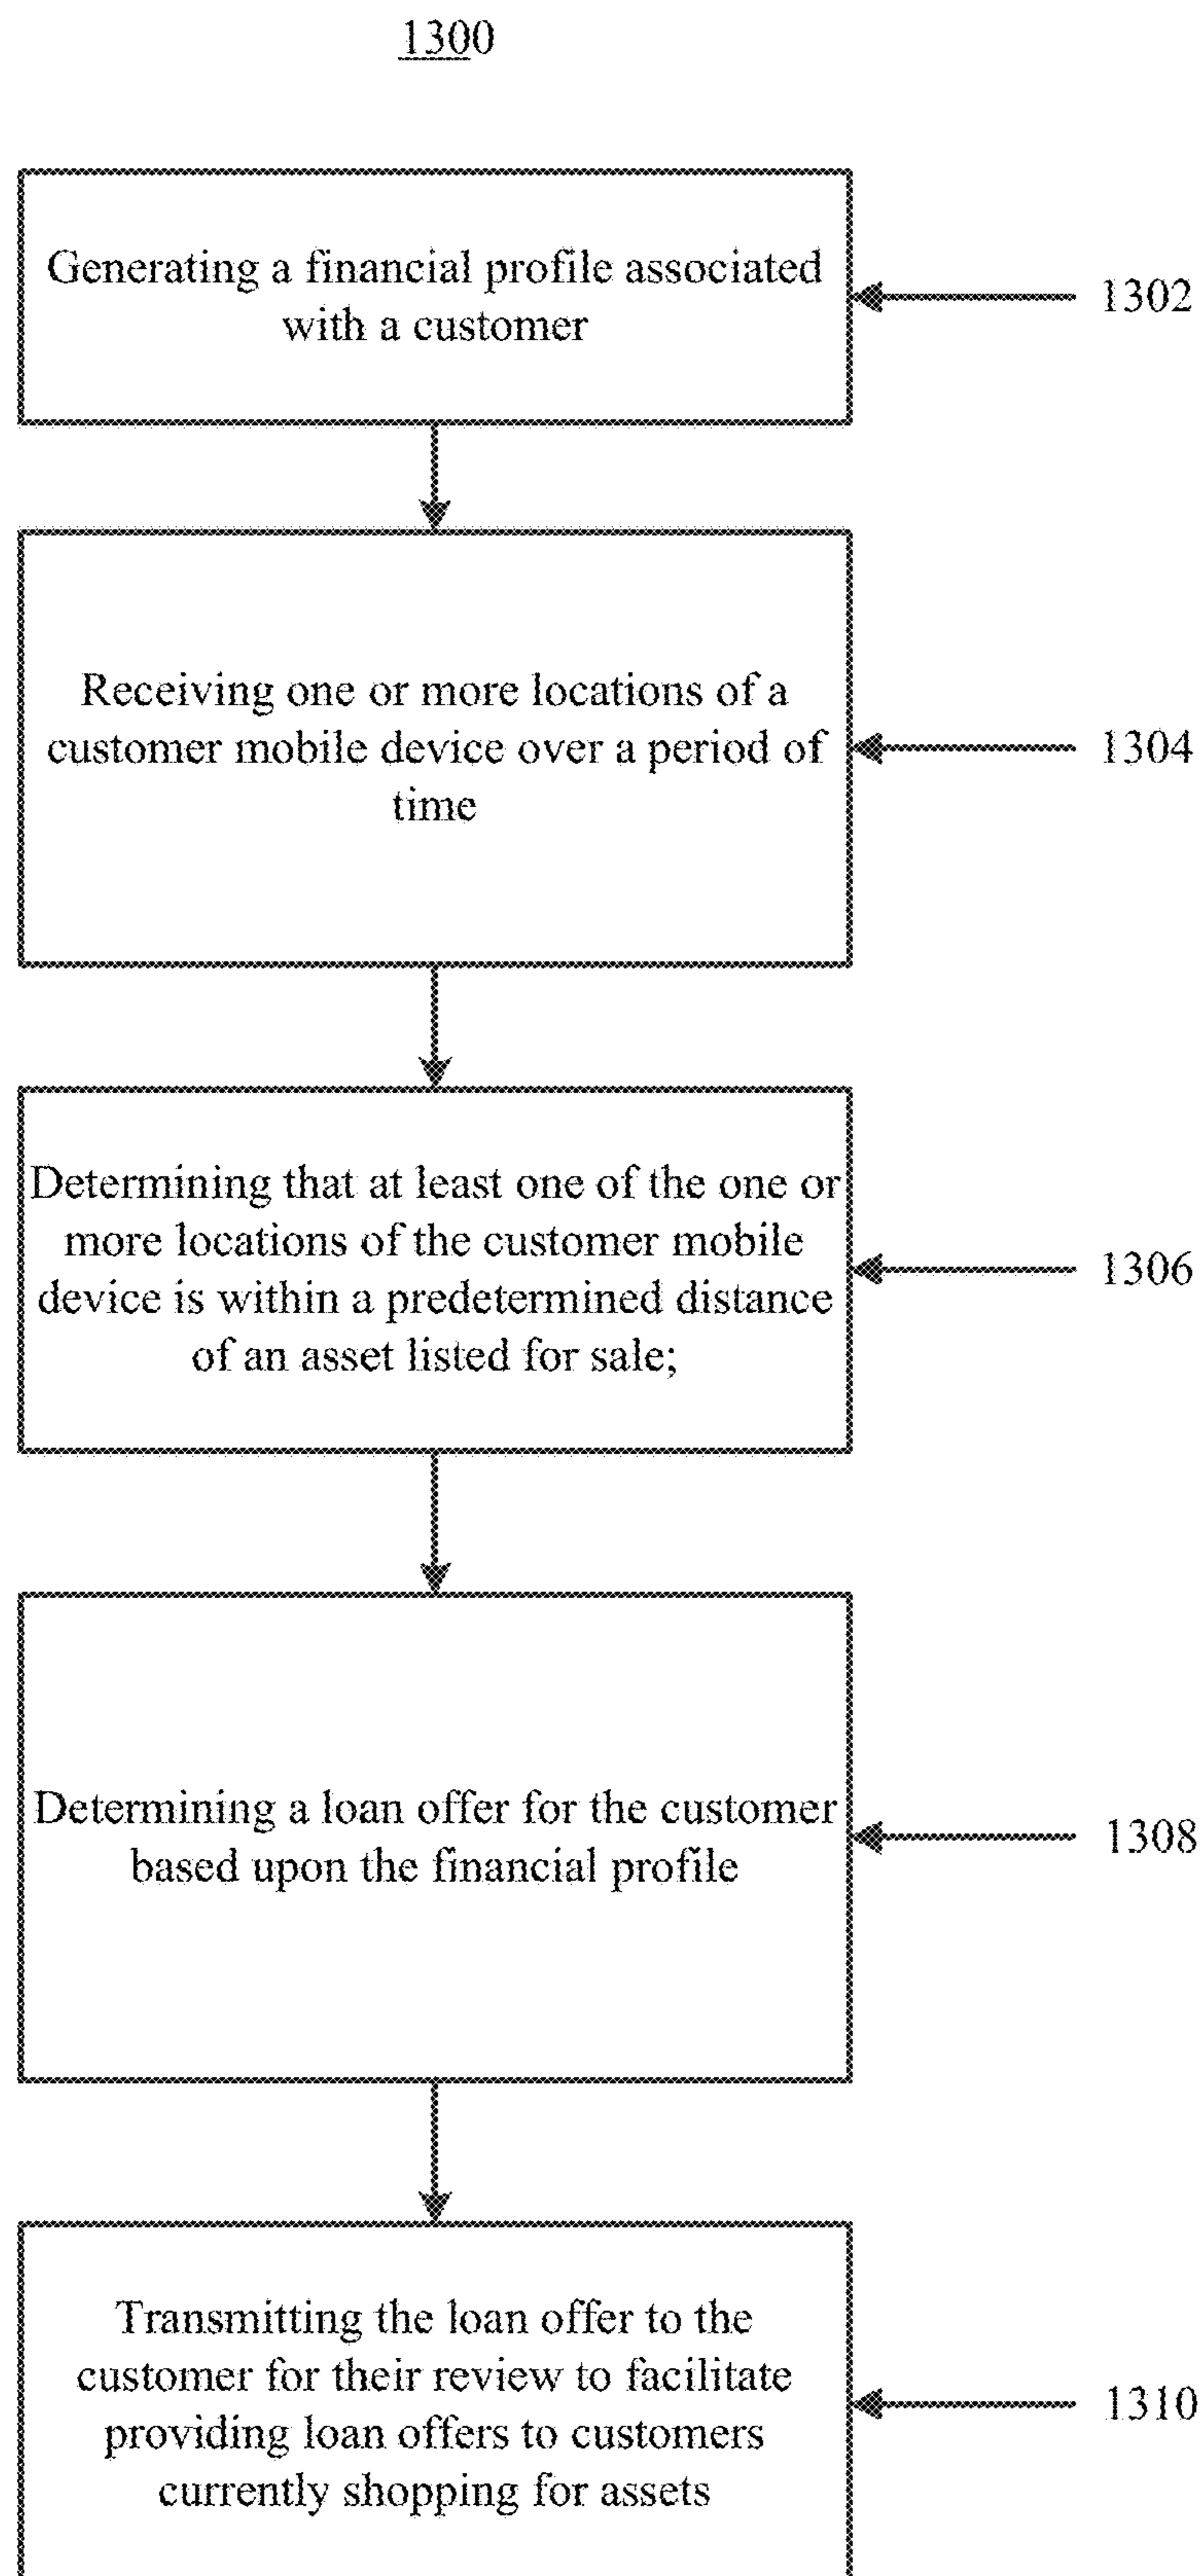 1300
Generating a financial profile associated
with a customer
1302
Receiving one or more locations of a
customer mobile device over a period of
time
1304
Determining that at least one of the one or
more locations of the customer mobile
device is within a predetermined distance
of an asset listed for sale;
1306
Determining a loan offer for the customer
based upon the financial profile
1308
Transmitting the loan offer to the
customer for their review to facilitate
providing loan offers to customers
currently shopping for assets
1310